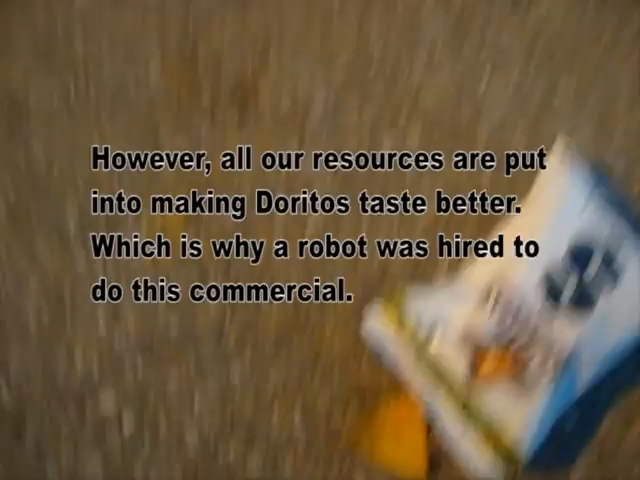 However, all our resources are put
into making Doritos taste better.
Which is why a robot was hired to
do this commercial.